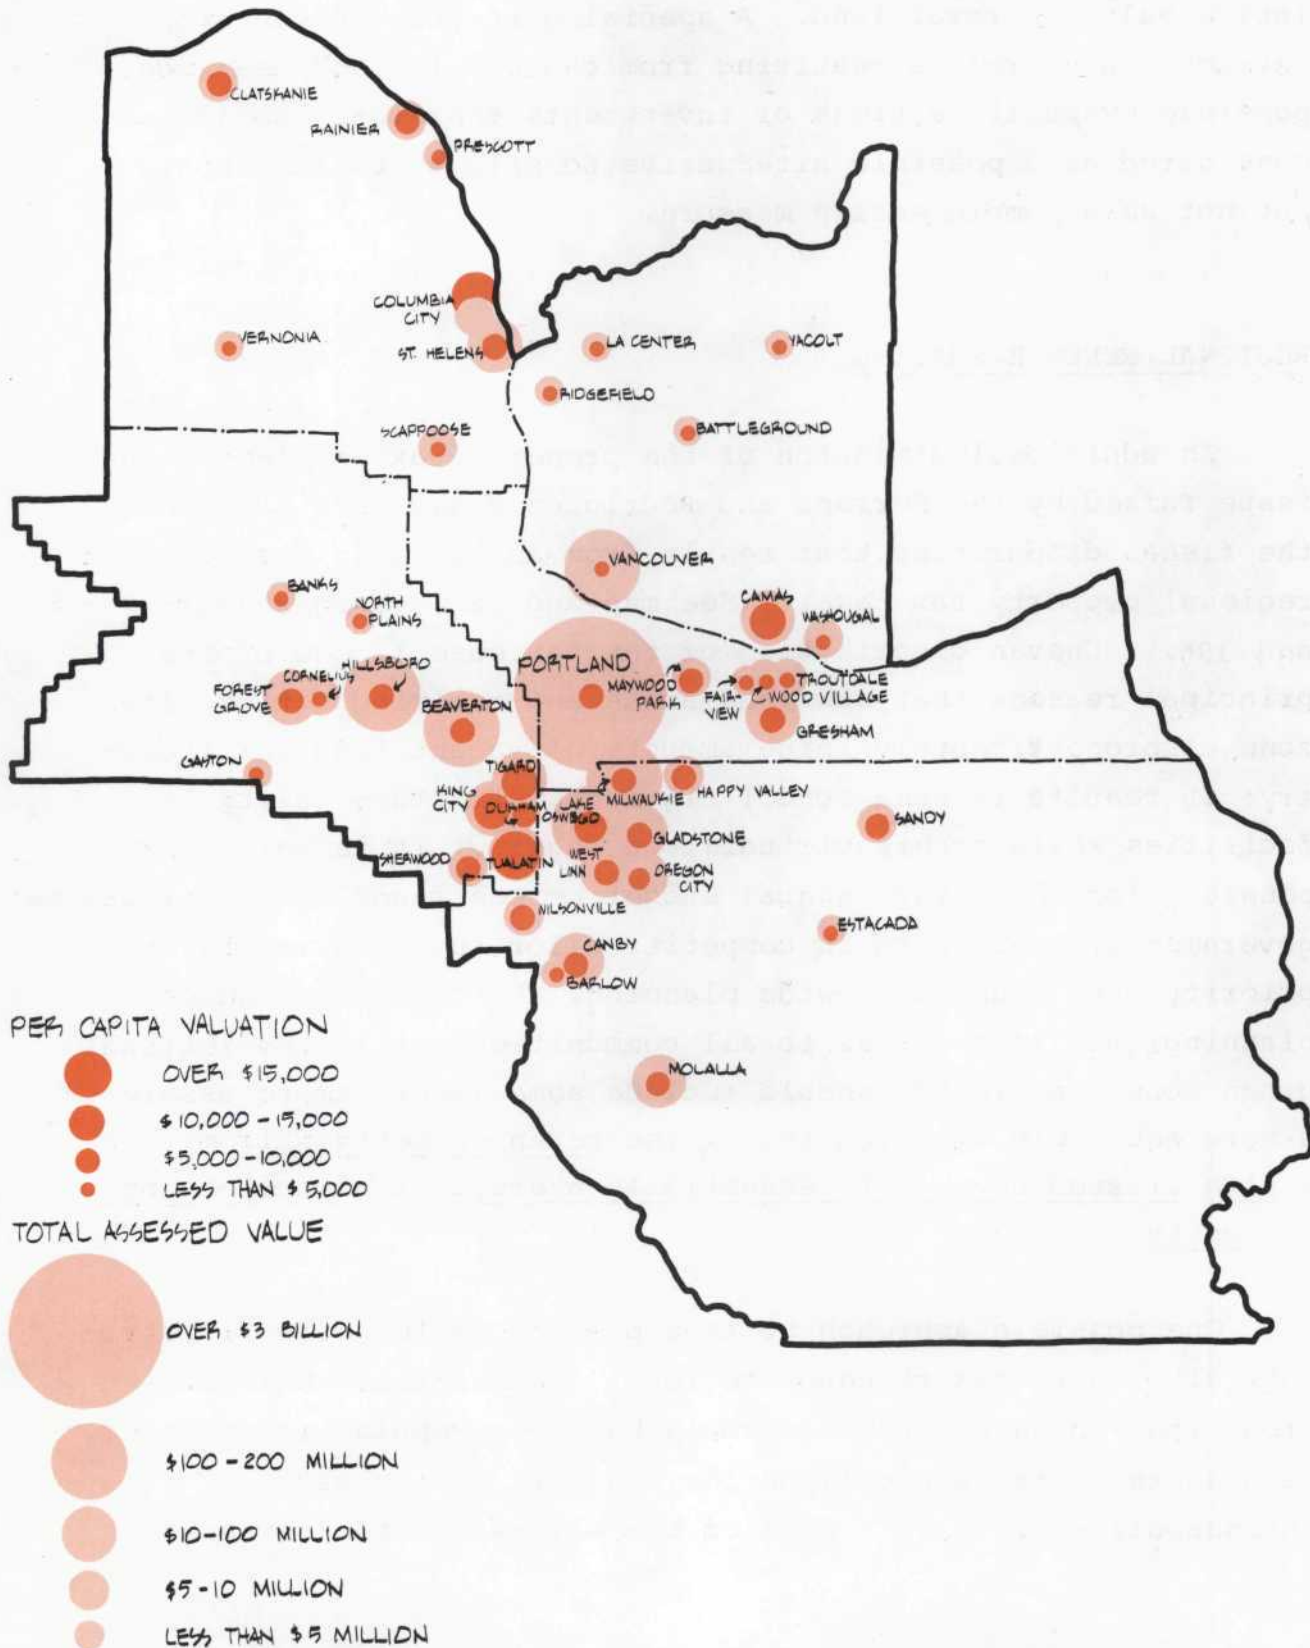 CLATSKANIE
RAINIER
PRESCOTT
COLUMBIA
CITY
ST. HELENS
VERNONIA
LA CENTER
YACOLT
RIDGEFIELD
BATTLEGROUND
SCAPPOOSE
VANCOUVER
CAMAS
WASHOUGAL
BANKS
NORTH
PLAINS
HILLSBORO
CORNELIUS
FOREST
GROVE
BEAVERTON
PORTLAND
MAYWOOD
PARK
FAIR-
VIEW
TROUTDALE
WOOD VILLAGE
GRESHAM
GASTON
TIGARD
KING
CITY
DURHAM
LAKE
OSWEGO
MILWAUKIE
HAPPY VALLEY
GLADSTONE
SANDY
SHERWOOD
TUALATIN
WEST
LINN
OREGON
CITY
WILSONVILLE
ESTACADA
CANBY
BARLOW
MOLALLA
PER CAPITA VALUATION
OVER $15,000
$10,000-15,000
$5,000-10,000
LESS THAN $5,000
TOTAL ASSESSED VALUE
OVER $3 BILLION
$100-200 MILLION
$10-100 MILLION
$5-10 MILLION
LESS THAN $5 MILLION